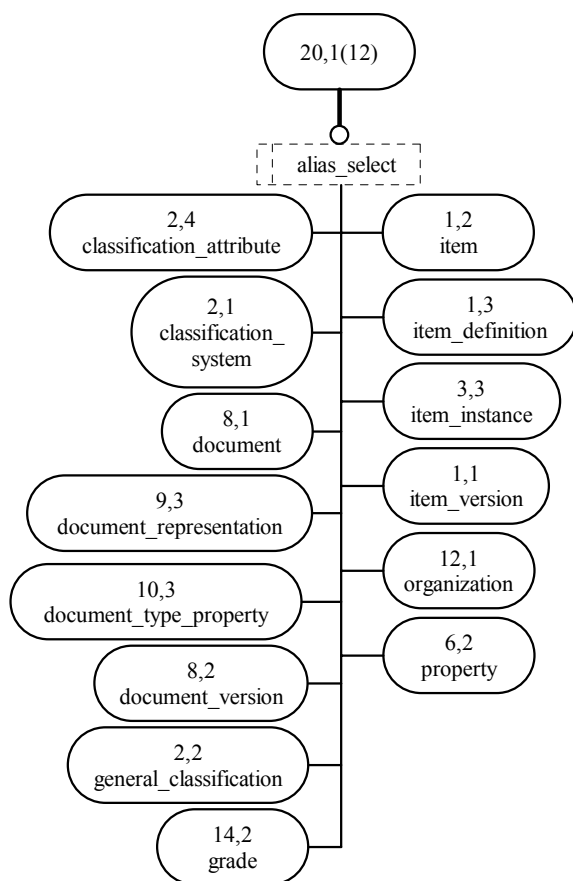 20,1(12)
alias_select
2,4
classification_attribute
1,2
item
2,1
classification_
system
1,3
item_definition
8,1
document
3,3
item_instance
9,3
document_representation
1,1
item_version
10,3
document_type_property
12,1
organization
8,2
document_version
6,2
property
2,2
general_classification
14,2
grade